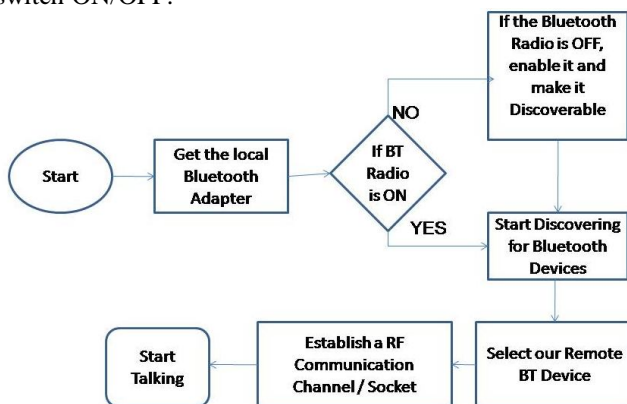 switch ON/OFF.
If the Bluetooth
Radio is OFF,
enable it and
make it
Discoverable
NO
Start
Get the local
Bluetooth
Adapter
If BT
Radio
is ON
YES
Start Discovering
for Bluetooth
Devices
Select our Remote
BT Device
Establish a RF
Communication
Channel / Socket
Start
Talking